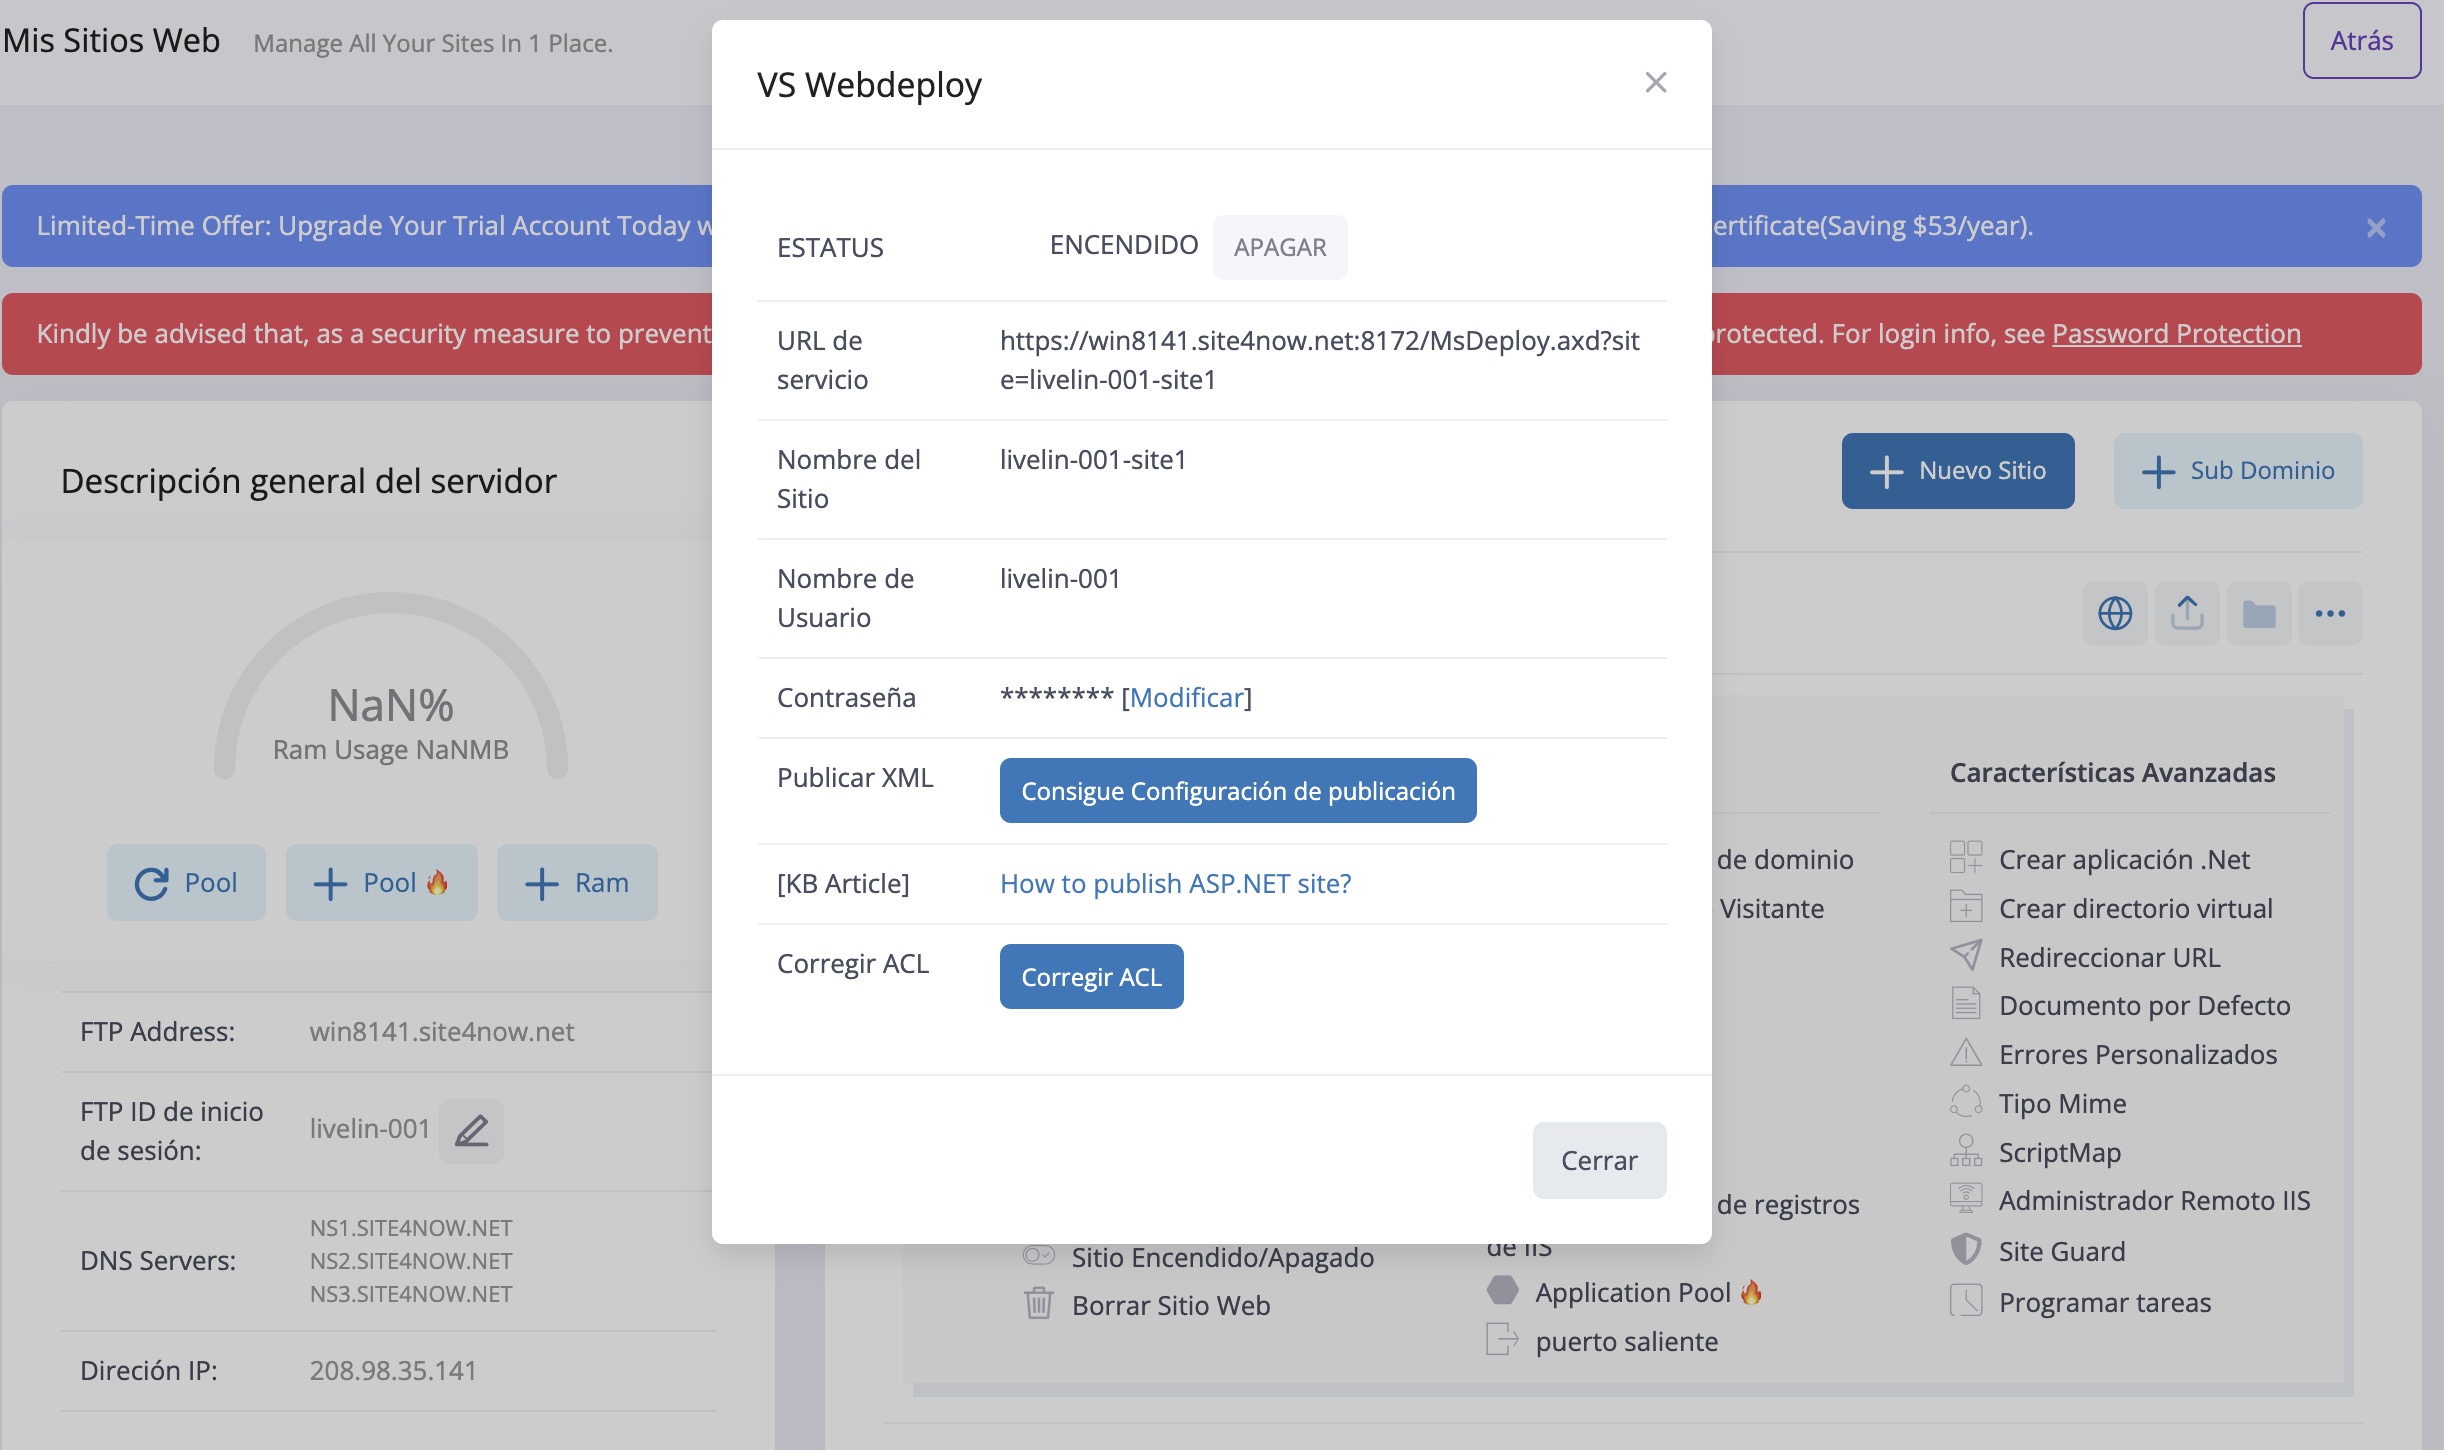 Mis Sitios Web
Manage All Your Sites In 1 Place.
Atrás
VS Webdeploy
Limited-Time Offer: Upgrade Your Trial Account Today
ertificate(Saving $53/year).
Kindly be advised that, as a security measure to prevent
rotected. For login info, see Password Protection
ESTATUS
ENCENDIDO
APAGAR
URL de
servicio
https://win8141.site4now.net:8172/MsDeploy.axd?sit
e=livelin-001-site1
Nombre del
Sitio
livelin-001-site1
Nombre de
Usuario
livelin-001
Contraseña
******** [Modificar]
Publicar XML
Consigue Configuración de publicación
[KB Article]
How to publish ASP.NET site?
Corregir ACL
Corregir ACL
Cerrar
Descripción general del servidor
NaN%
Ram Usage NaNMB
Pool
Pool
Ram
FTP Address:
win8141.site4now.net
FTP ID de inicio
de sesión:
livelin-001
DNS Servers:
NS1.SITE4NOW.NET
NS2.SITE4NOW.NET
NS3.SITE4NOW.NET
Direción IP:
208.98.35.141
Nuevo Sitio
Sub Dominio
Sitio Encendido/Apagado
Borrar Sitio Web
de dominio
Visitante
de registros
de IIS
Application Pool
puerto saliente
Características Avanzadas
Crear aplicación .Net
Crear directorio virtual
Redireccionar URL
Documento por Defecto
Errores Personalizados
Tipo Mime
ScriptMap
Administrador Remoto IIS
Site Guard
Programar tareas